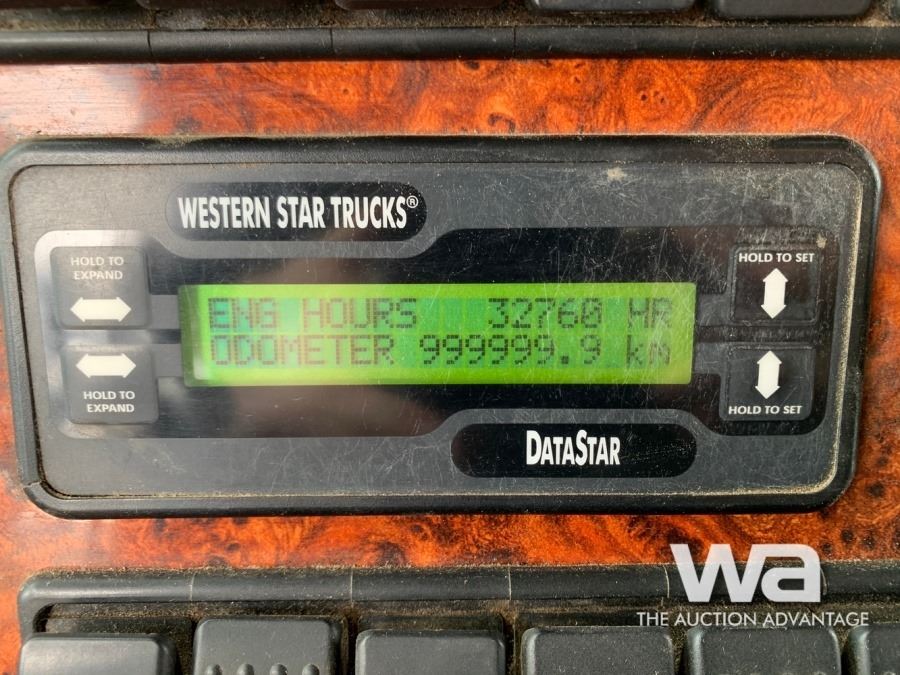 WESTERN STAR TRUCKS®
HOLD TO
EXPAND
HOLD TO SET
ENG HOURS 32760 HR
ODOMETER 999999.9 km
HOLD TO
EXPAND
HOLD TO SET
DATASTAR
wa
THE AUCTION ADVANTAGE